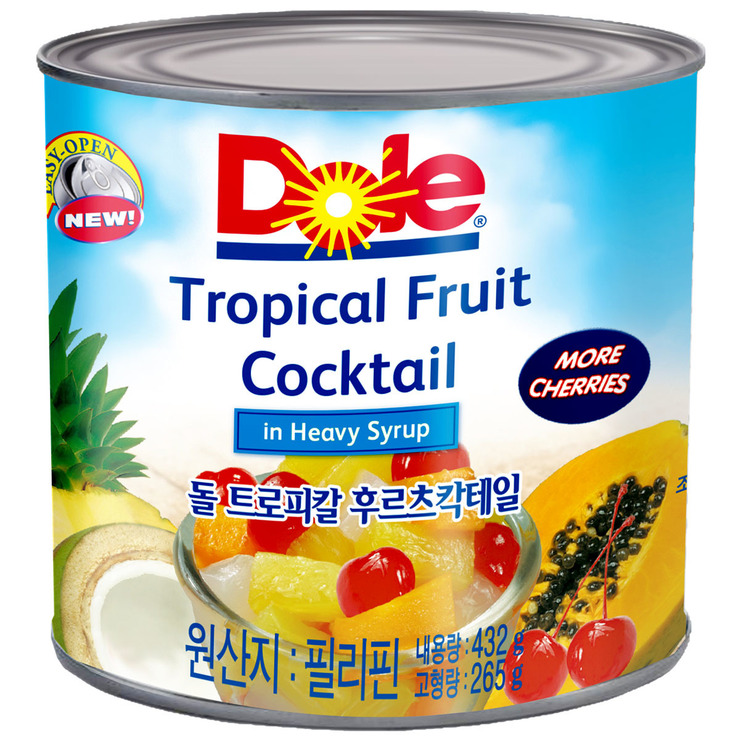 EASY-OPEN
NEW!
Dole®
Tropical Fruit
Cocktail
in Heavy Syrup
MORE
CHERRIES
돌 트로피칼 후르츠칵테일
조
원산지 : 필리핀
내용량 : 432 g
고형량 : 265 g